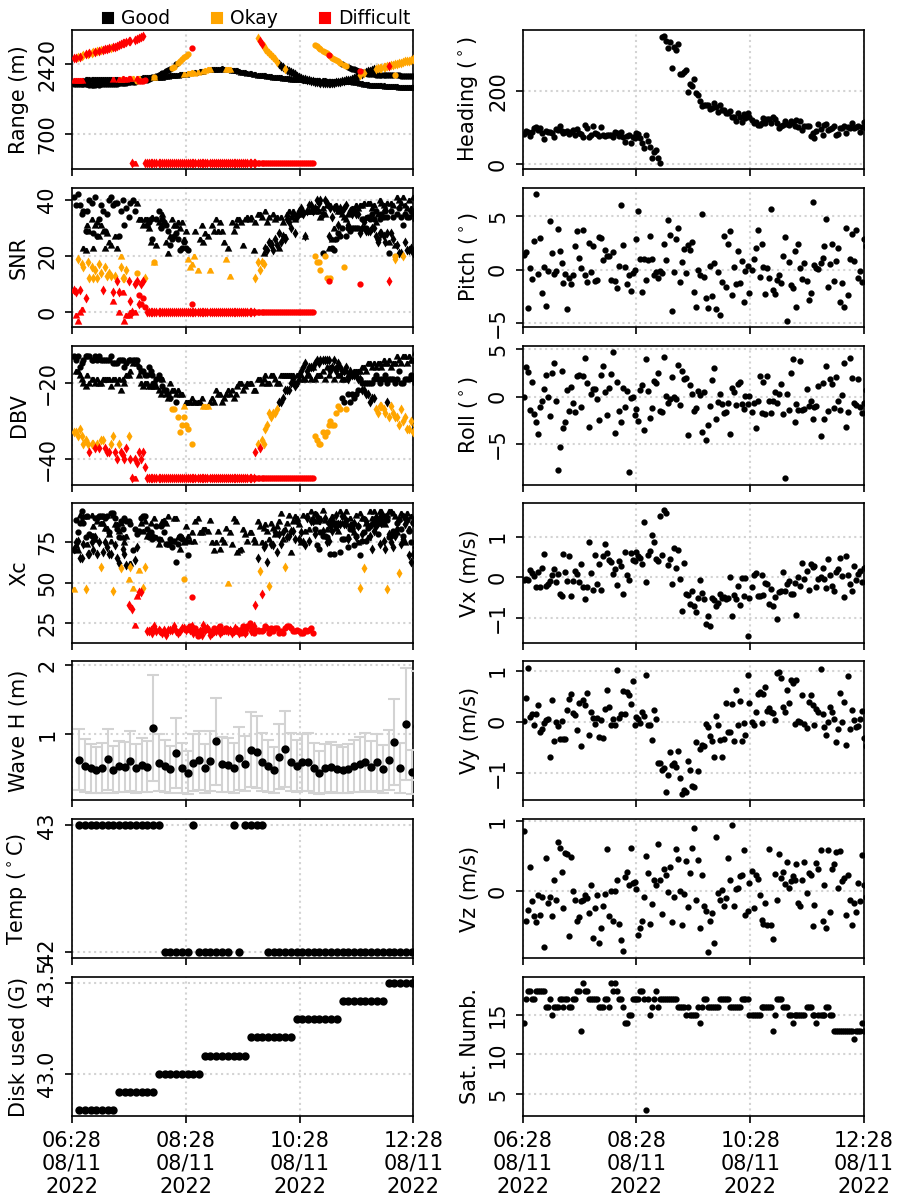 Good Okay Difficult
Range (m)
2420
700
Heading (°)
200
0
SNR
40
20
0
Pitch (°)
5
0
−5
DBV
−20
−40
Roll (°)
5
0
−5
Xc
75
50
25
Vx (m/s)
1
0
−1
Wave H (m)
2
1
Vy (m/s)
1
0
−1
Temp (°C)
43
42
Vz (m/s)
1
0
Disk used (G)
43.5
43.0
Sat. Numb.
15
10
5
06:28 08:28 10:28 12:28
08/11 08/11 08/11 08/11
2022 2022 2022 2022
06:28 08:28 10:28 12:28
08/11 08/11 08/11 08/11
2022 2022 2022 2022